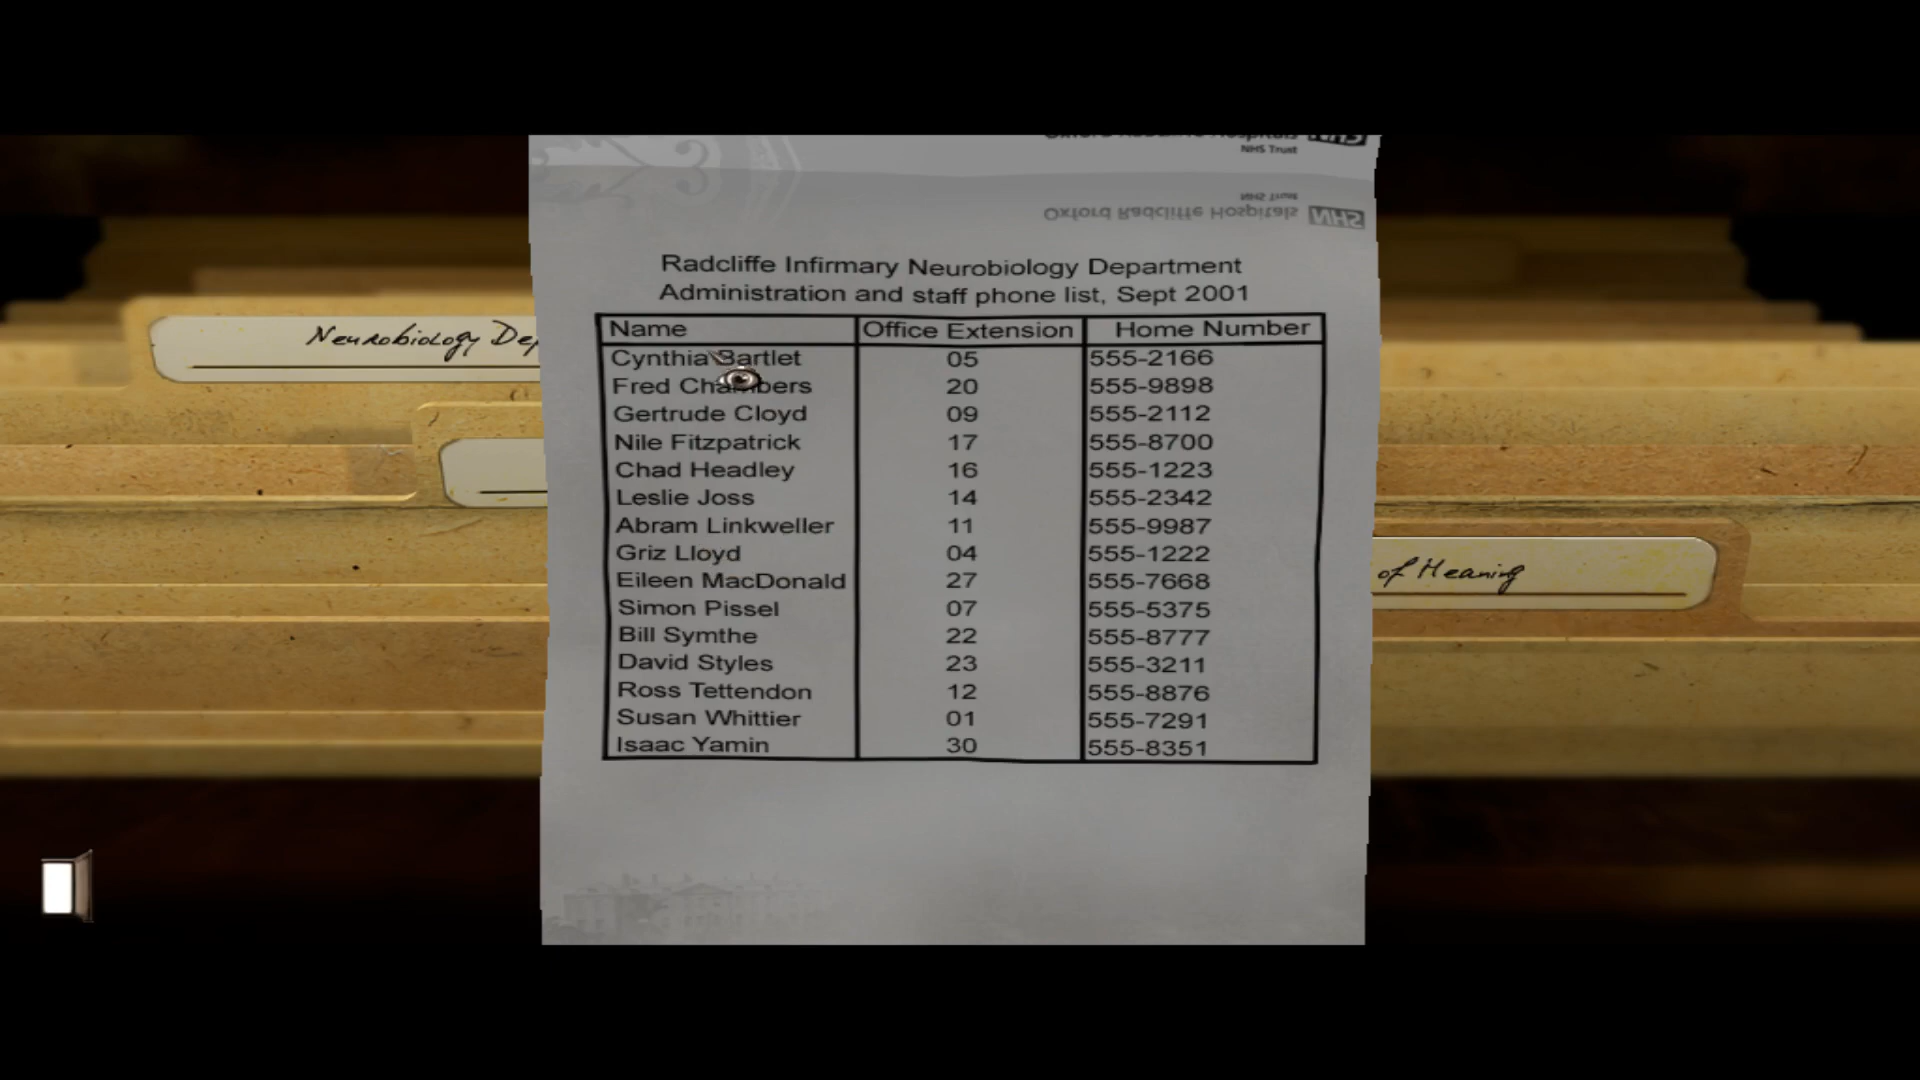 NHS Trust
Oxford Radcliffe Hospitals NHS
Radcliffe Infirmary Neurobiology Department
Administration and staff phone list, Sept 2001
Name Office Extension Home Number
Cynthia Bartlet 05 555-2166
Fred Chambers 20 555-9898
Gertrude Cloyd 09 555-2112
Nile Fitzpatrick 17 555-8700
Chad Headley 16 555-1223
Leslie Joss 14 555-2342
Abram Linkweller 11 555-9987
Griz Lloyd 04 555-1222
Eileen MacDonald 27 555-7668
Simon Pissel 07 555-5375
Bill Symthe 22 555-8777
David Styles 23 555-3211
Ross Tettendon 12 555-8876
Susan Whittier 01 555-7291
Isaac Yamin 30 555-8351
Neurobiology Dep
of Meaning